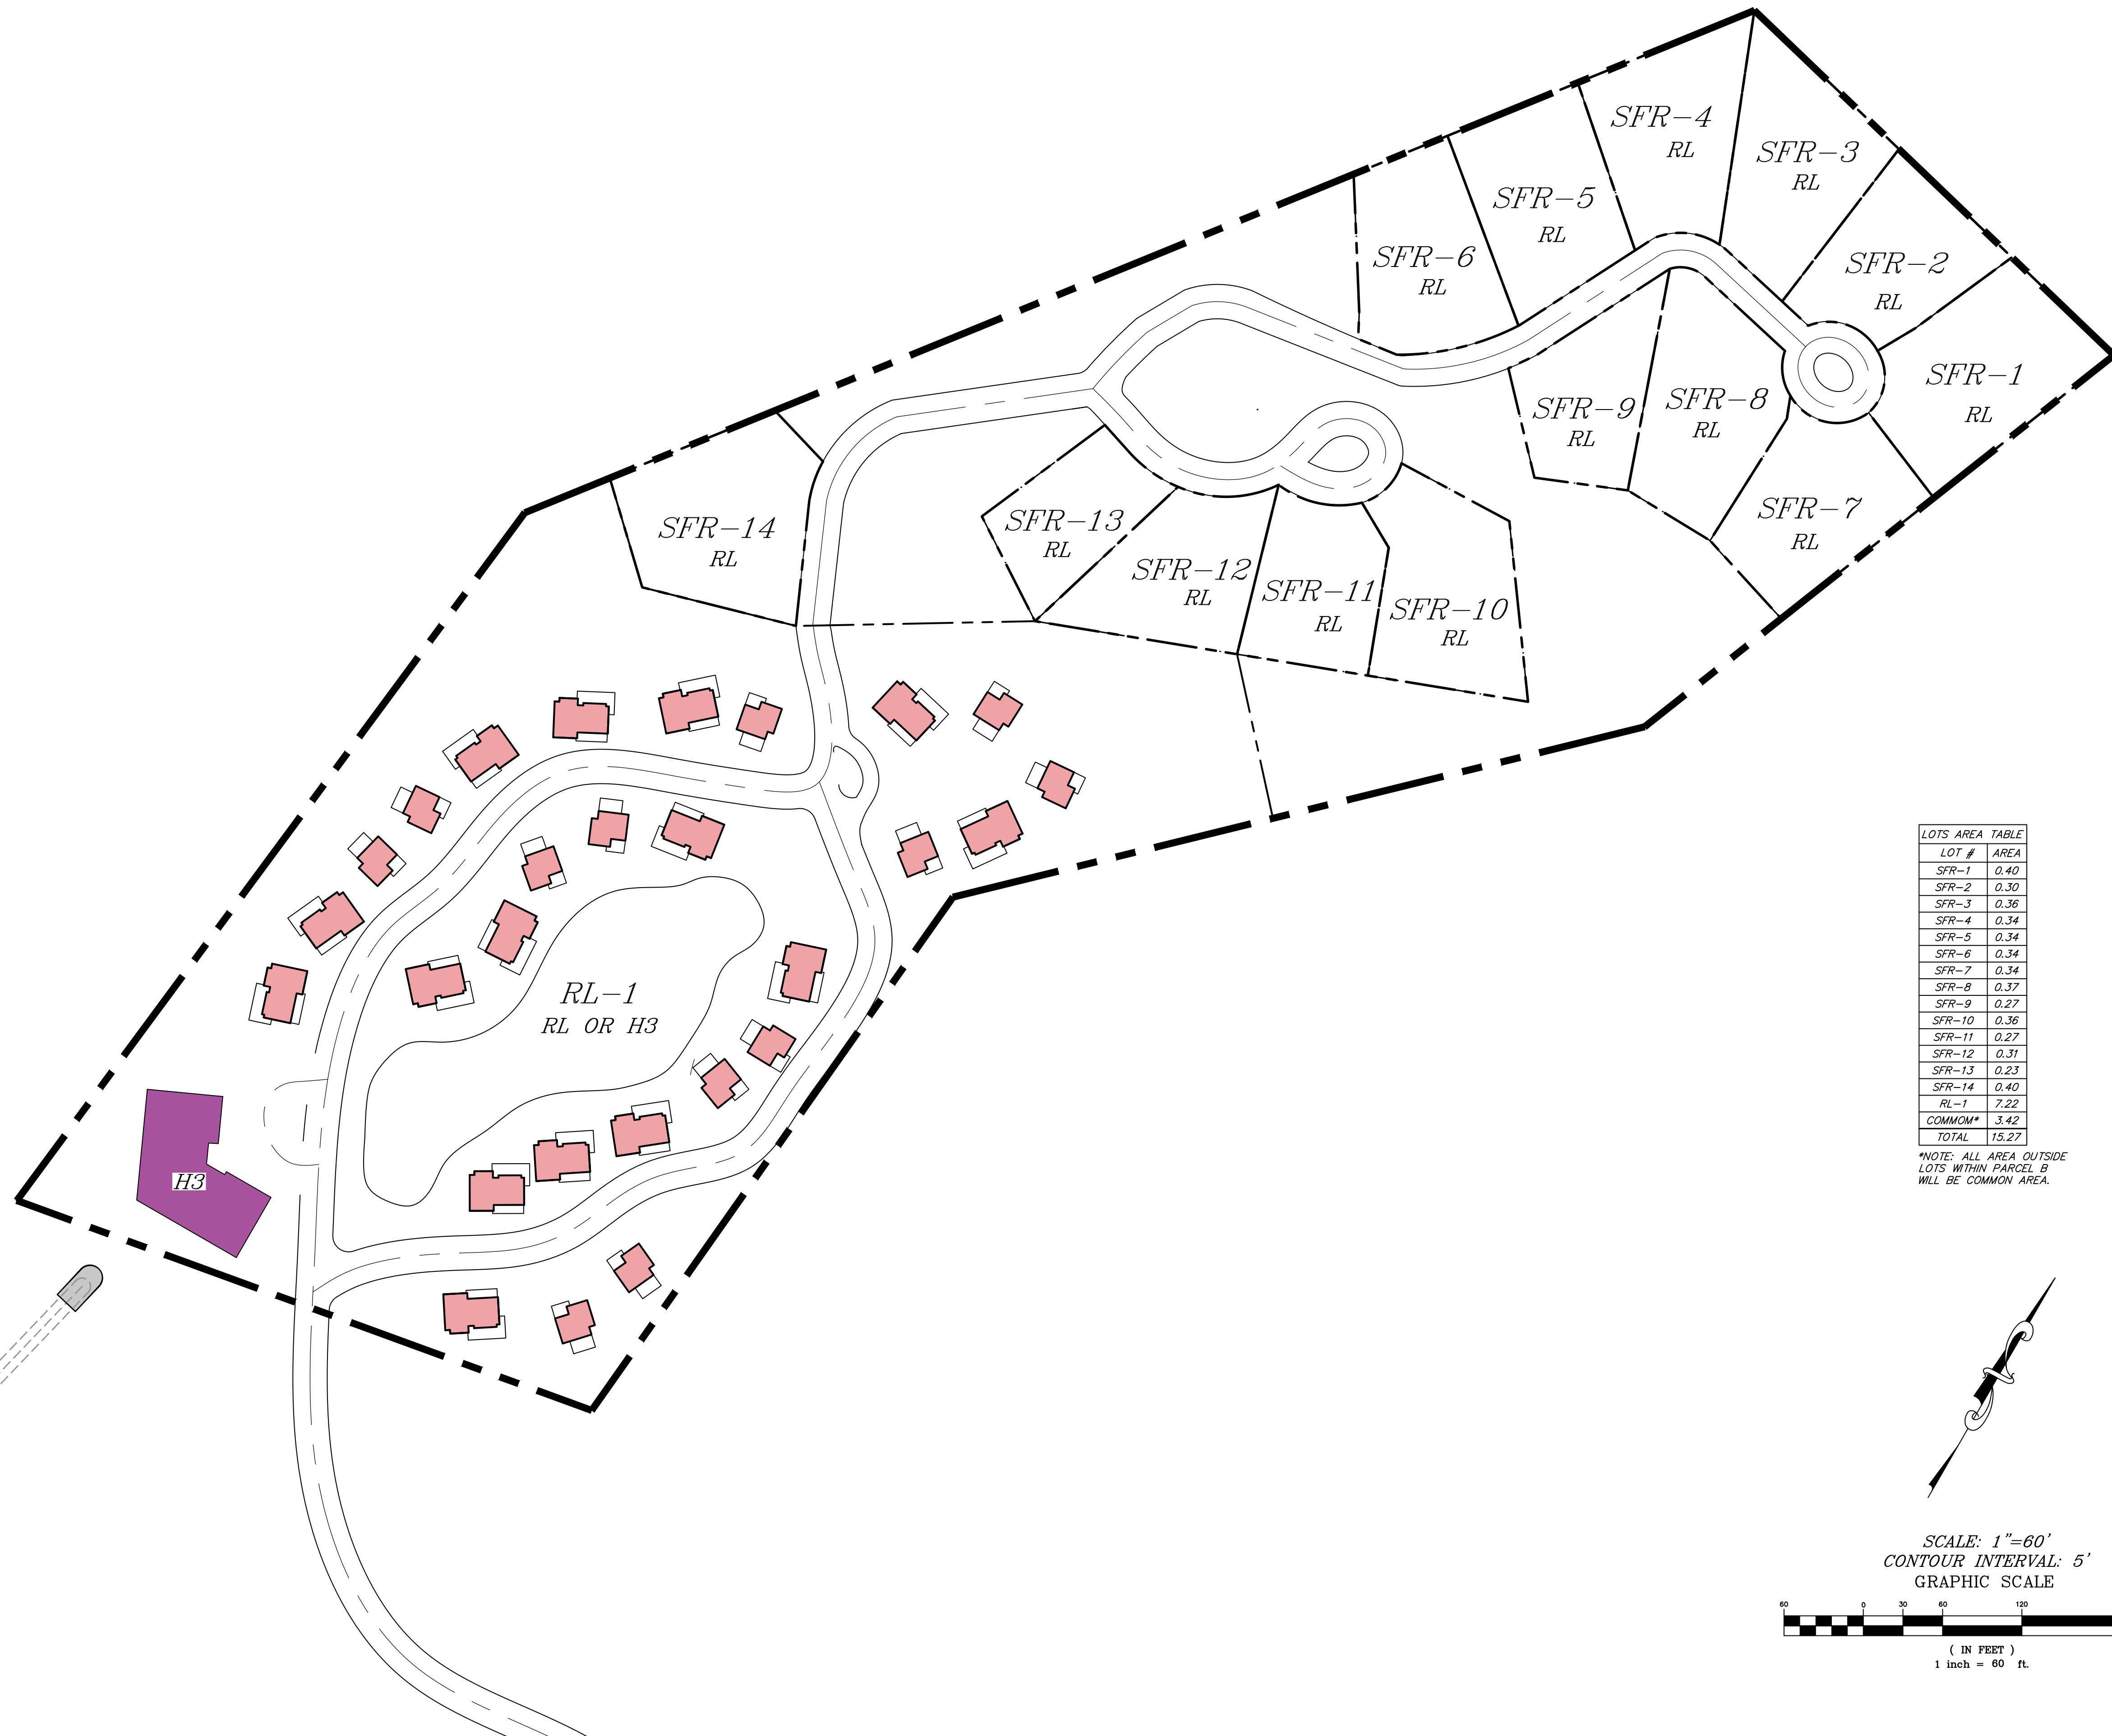 SFR-4
RL
SFR-3
RL
SFR-5
RL
SFR-6
RL
SFR-2
RL
SFR-1
RL
SFR-9
RL
SFR-8
RL
SFR-7
RL
SFR-14
RL
SFR-13
RL
SFR-12
RL
SFR-11
RL
SFR-10
RL
RL-1
RL OR H3
H3
LOTS AREA TABLE
LOT # AREA
SFR-1 0.40
SFR-2 0.30
SFR-3 0.36
SFR-4 0.34
SFR-5 0.34
SFR-6 0.34
SFR-7 0.34
SFR-8 0.37
SFR-9 0.27
SFR-10 0.36
SFR-11 0.27
SFR-12 0.31
SFR-13 0.23
SFR-14 0.40
RL-1 7.22
COMMOM* 3.42
TOTAL 15.27
*NOTE: ALL AREA OUTSIDE
LOTS WITHIN PARCEL B
WILL BE COMMON AREA.
SCALE: 1"=60'
CONTOUR INTERVAL: 5'
GRAPHIC SCALE
60 0 30 60 120
( IN FEET )
1 inch = 60 ft.